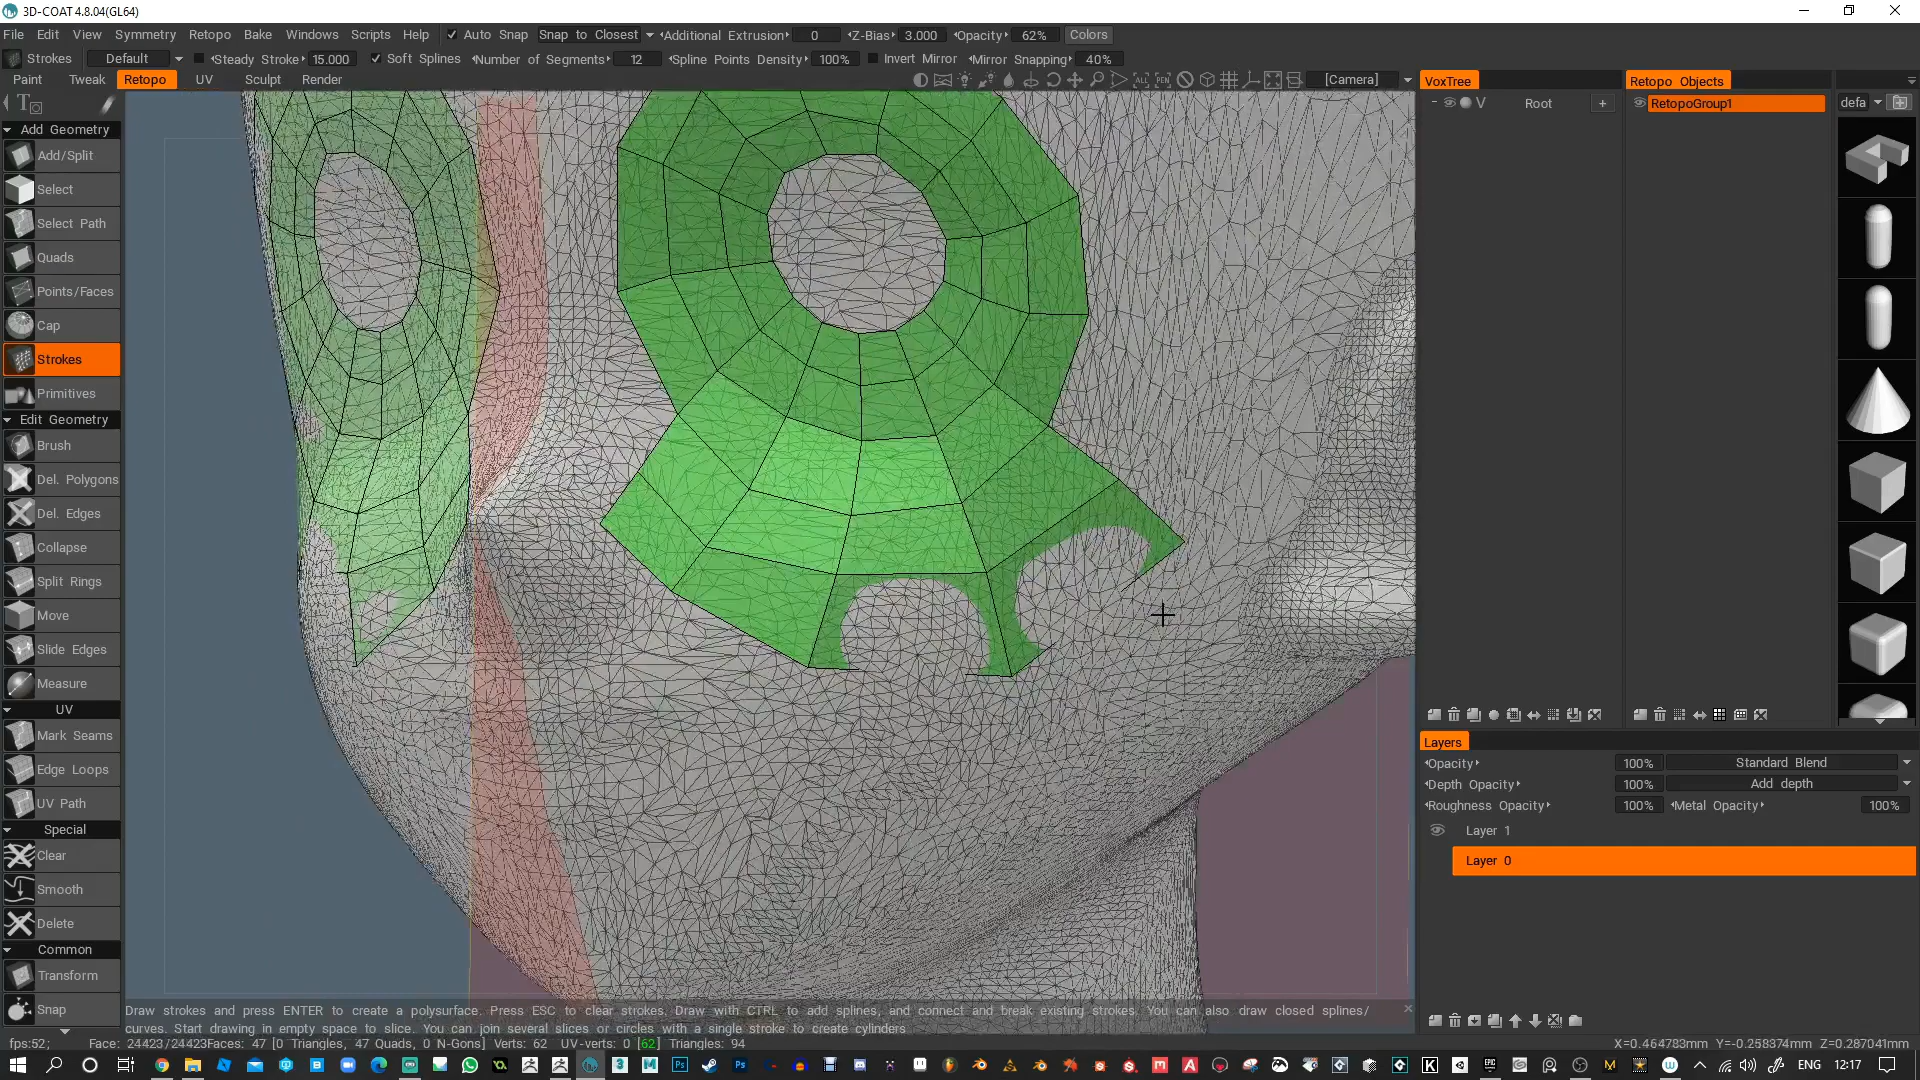 3D-COAT 4.8.04(GL64)
File Edit View Symmetry Retopo Bake Windows Scripts Help Auto Snap Snap to Closest Additional Extrusion 0 Z-Bias 3.000 Opacity 62% Colors
Strokes Default Steady Stroke 15.000 Soft Splines Number of Segments 12 Spline Points Density 100% Invert Mirror Mirror Snapping 40%
Paint Tweak Retopo UV Sculpt Render [Camera] VoxTree Retopo Objects
V Root + RetopoGroup1 defa
Add Geometry
Add/Split
Select
Select Path
Quads
Points/Faces
Cap
Strokes
Primitives
Edit Geometry
Brush
Del. Polygons
Del. Edges
Collapse
Split Rings
Move
Slide Edges
Measure
UV
Mark Seams
Edge Loops
UV Path
Special
Clear
Smooth
Delete
Common
Transform
Snap
Layers
Opacity 100% Standard Blend
Depth Opacity 100% Add depth
Roughness Opacity 100% Metal Opacity 100%
Layer 1
Layer 0
Draw strokes and press ENTER to create a polysurface. Press ESC to clear strokes. Draw with CTRL to add splines, and connect and break existing strokes. You can also draw closed splines/
curves. Start drawing in empty space to slice. You can join several slices or circles with a single stroke to create cylinders
fps:52; Face: 24423/24423Faces: 47 [0 Triangles, 47 Quads, 0 N-Gons] Verts: 62 UV-verts: 0 [62] Triangles: 94 X=0.464783mm Y=-0.258374mm Z=0.287041mm
ENG 12:17